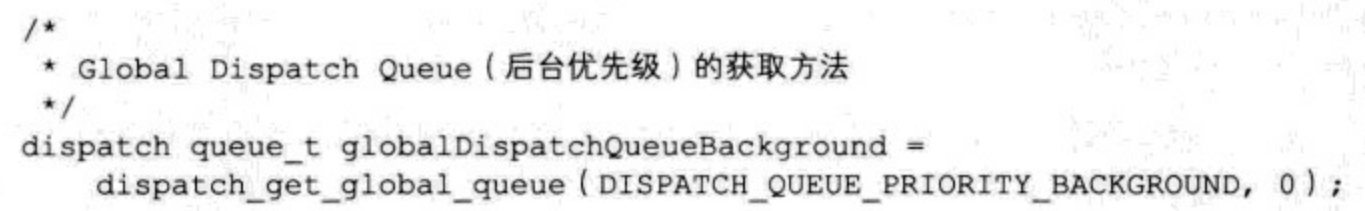 /*
* Global Dispatch Queue（后台优先级）的获取方法
*/
dispatch queue_t globalDispatchQueueBackground =
dispatch_get_global_queue（DISPATCH_QUEUE_PRIORITY_BACKGROUND, 0）;